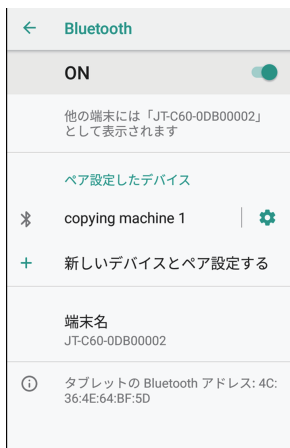 Bluetooth
ON
他の端末には「JT-C60-0DB00002」
として表示されます
ペア設定したデバイス
copying machine 1
新しいデバイスとペア設定する
端末名
JT-C60-0DB00002
タブレットの Bluetooth アドレス: 4C:
36:4E:64:BF:5D